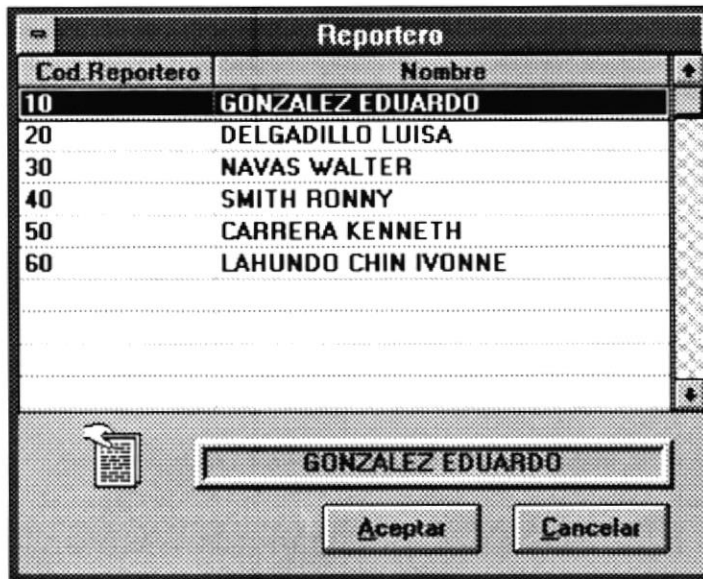 Reportero
Cod.Reportero Nombre
10 GONZALEZ EDUARDO
20 DELGADILLO LUISA
30 NAVAS WALTER
40 SMITH RONNY
50 CARRERA KENNETH
60 LAHUNDO CHIN IVONNE
GONZALEZ EDUARDO
Aceptar Cancelar